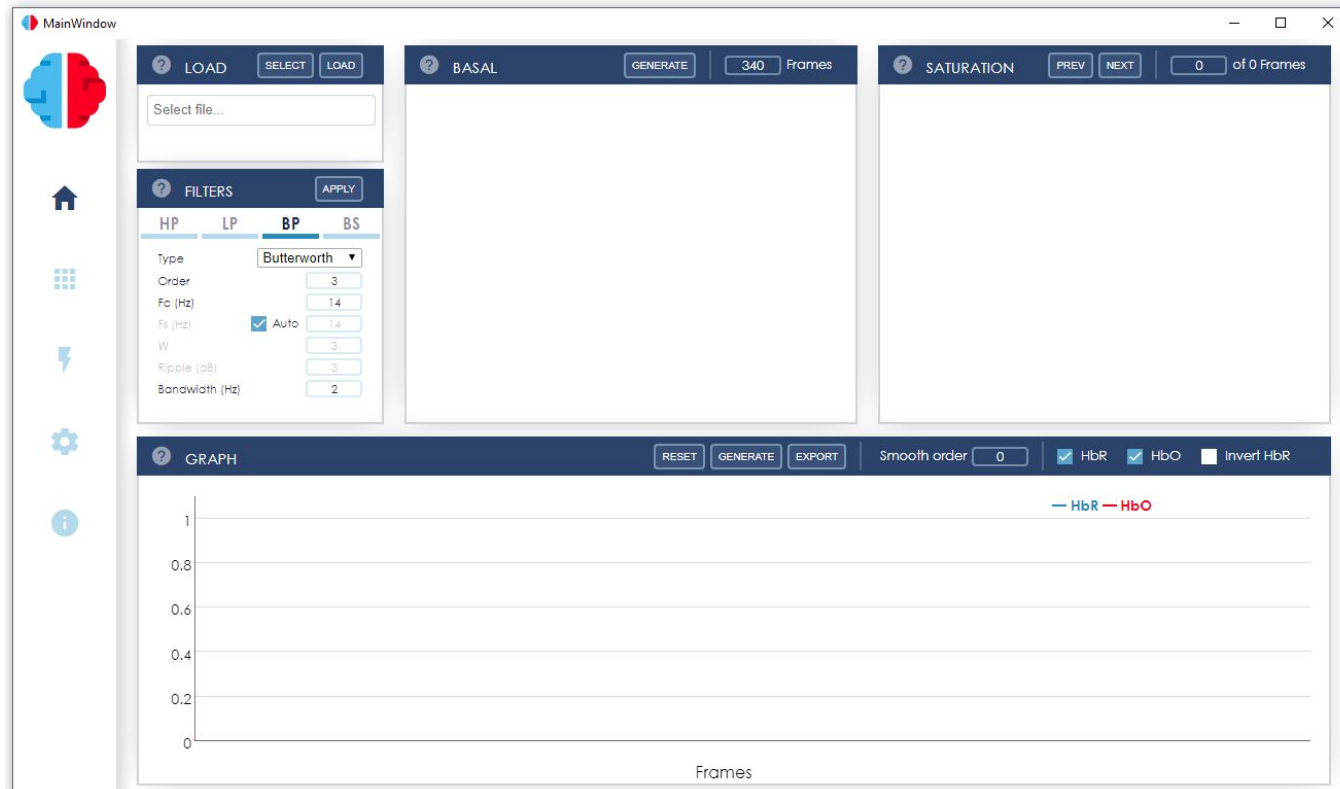 MainWindow
LOAD SELECT LOAD
Select file...
FILTERS APPLY
HP LP BP BS
Type Butterworth
Order 3
Fc (Hz) 14
Fs (Hz) Auto 14
W 3
Ripple (dB) 3
Bandwidth (Hz) 2
BASAL GENERATE 340 Frames
SATURATION PREV NEXT 0 of 0 Frames
GRAPH RESET GENERATE EXPORT Smooth order 0 HbR HbO Invert HbR
HbR HbO
1
0.8
0.6
0.4
0.2
0
Frames